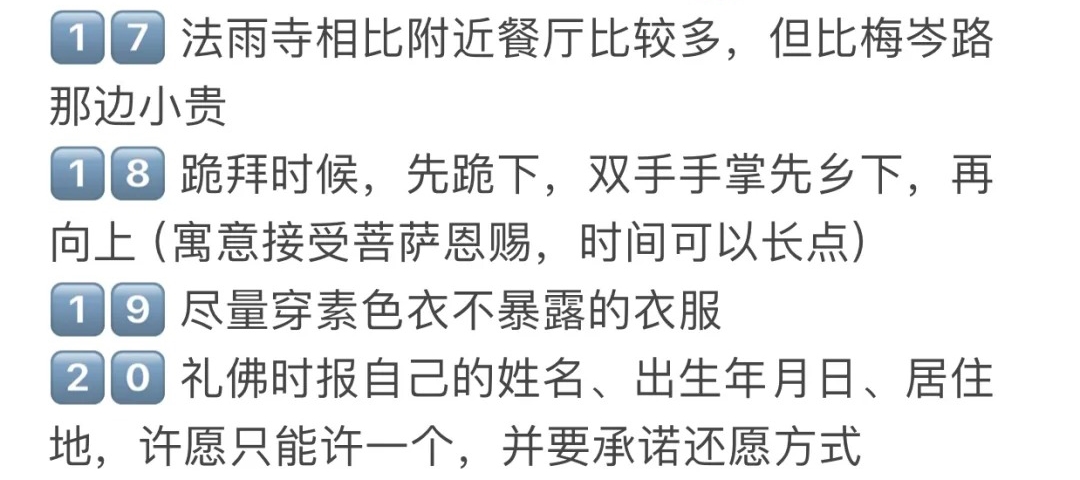 1️⃣7️⃣ 法雨寺相比附近餐厅比较多，但比梅岑路
那边小贵
1️⃣8️⃣ 跪拜时候，先跪下，双手手掌先乡下，再
向上（寓意接受菩萨恩赐，时间可以长点）
1️⃣9️⃣ 尽量穿素色衣不暴露的衣服
2️⃣0️⃣ 礼佛时报自己的姓名、出生年月日、居住
地，许愿只能许一个，并要承诺还愿方式